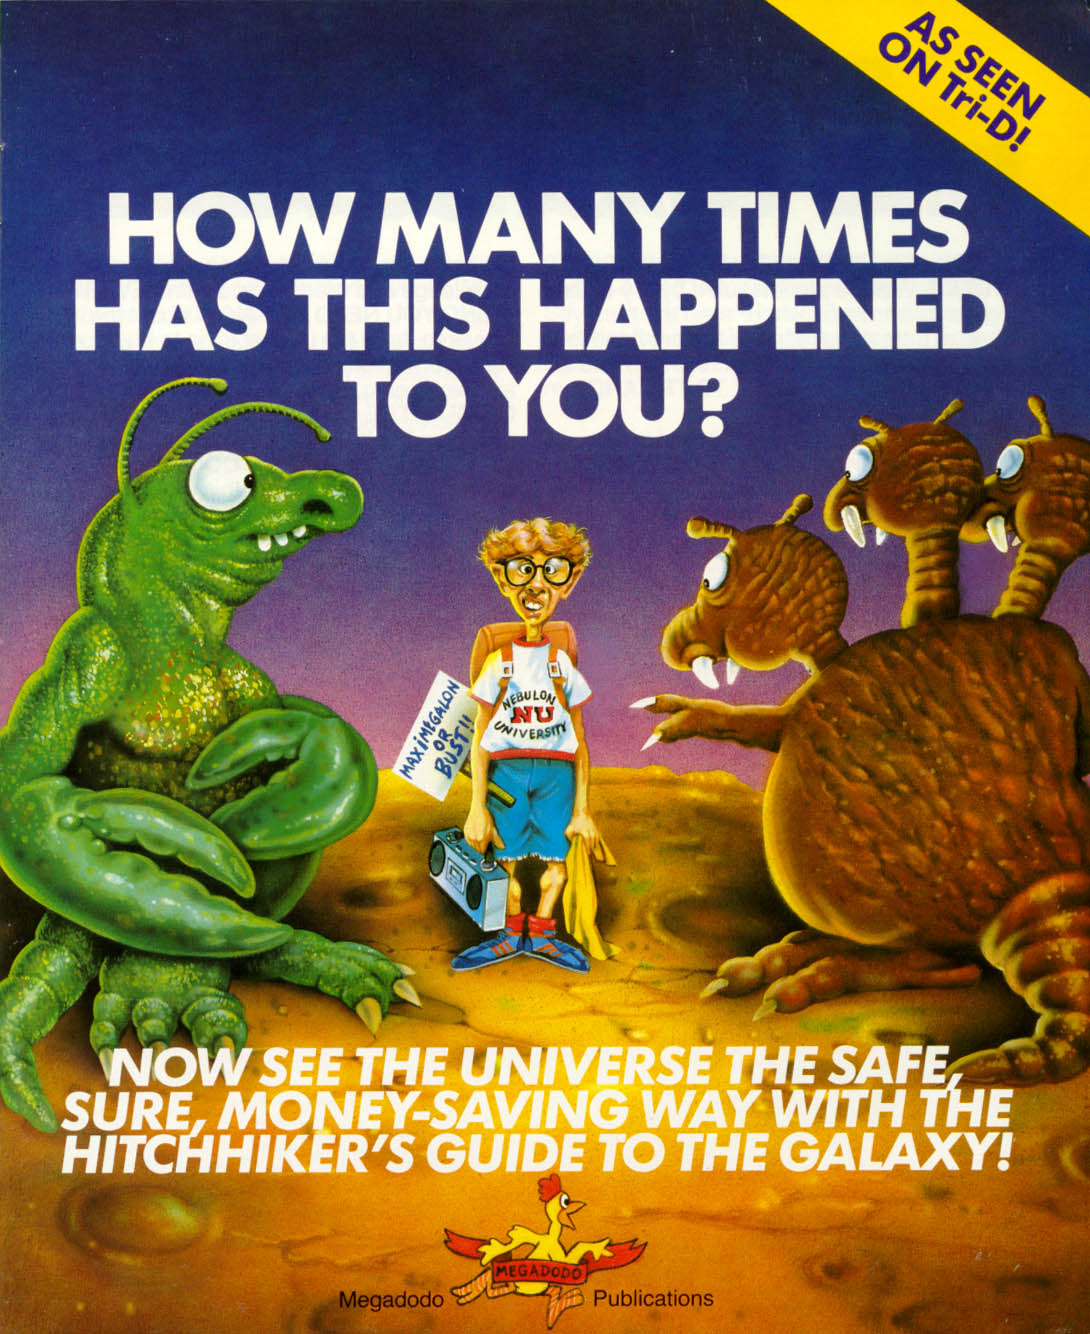 AS SEEN
ON Tri-D!
HOW MANY TIMES
HAS THIS HAPPENED
TO YOU?
MAXIMEGALON
OR
BUST!!
NEBULON
NU
UNIVERSITY
NOW SEE THE UNIVERSE THE SAFE,
SURE, MONEY-SAVING WAY WITH THE
HITCHHIKER'S GUIDE TO THE GALAXY!
MEGADODO
Megadodo Publications